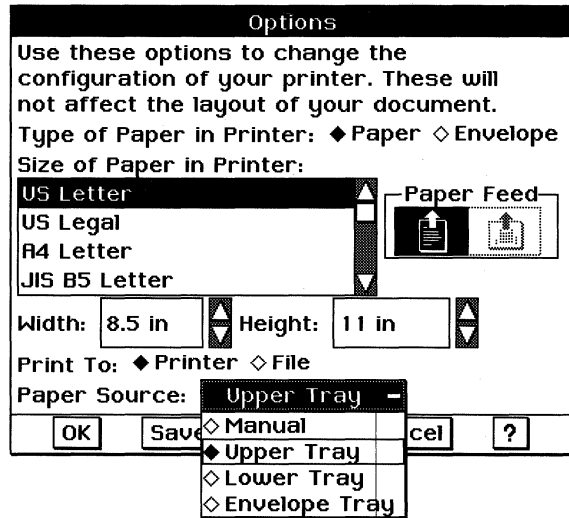 Options
Use these options to change the
configuration of your printer. These will
not affect the layout of your document.
Type of Paper in Printer: ◆Paper ◇Envelope
Size of Paper in Printer:
US Letter
US Legal
A4 Letter
JIS B5 Letter
Paper Feed
Width: 8.5 in Height: 11 in
Print To: ◆Printer ◇File
Paper Source: Upper Tray
◇Manual
◆Upper Tray
◇Lower Tray
◇Envelope Tray
OK Save cel ?